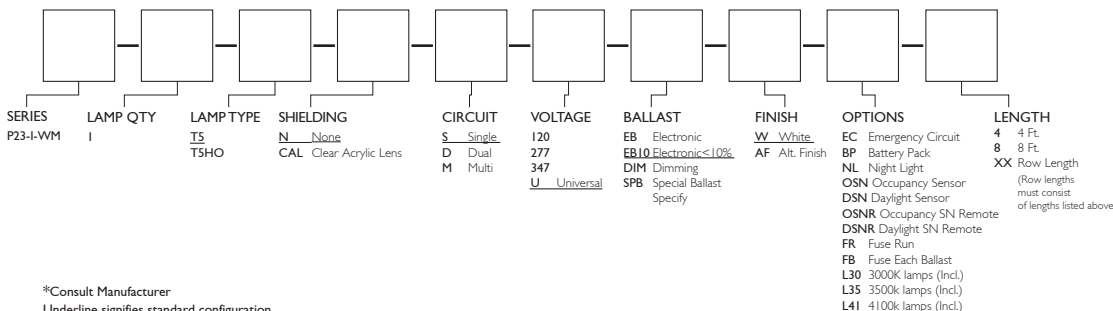 SERIES
P23-I-WM
LAMP QTY
1
LAMP TYPE
T5
T5HO
SHIELDING
N None
CAL Clear Acrylic Lens
CIRCUIT
S Single
D Dual
M Multi
VOLTAGE
120
277
347
U Universal
BALLAST
EB Electronic
EB10 Electronic<10%
DIM Dimming
SPB Special Ballast
Specify
FINISH
W White
AF Alt. Finish
OPTIONS
EC Emergency Circuit
BP Battery Pack
NL Night Light
OSN Occupancy Sensor
DSN Daylight Sensor
OSNR Occupancy SN Remote
DSNR Daylight SN Remote
FR Fuse Run
FB Fuse Each Ballast
L30 3000K lamps (Incl.)
L35 3500k lamps (Incl.)
L41 4100k lamps (Incl.)
LENGTH
4 4 Ft.
8 8 Ft.
XX Row Length
(Row lengths
must consist
of lengths listed above
*Consult Manufacturer
Underline signifies standard configuration